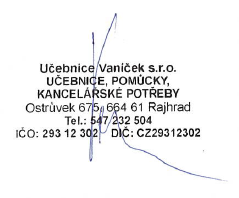 Učebnice Vaníček s.r.o.
UČEBNICE, POMŮCKY,
KANCELÁŘSKÉ POTŘEBY
Ostrůvek 675, 664 61 Rajhrad
Tel.: 547 232 504
IČO: 293 12 302 DIČ: CZ29312302